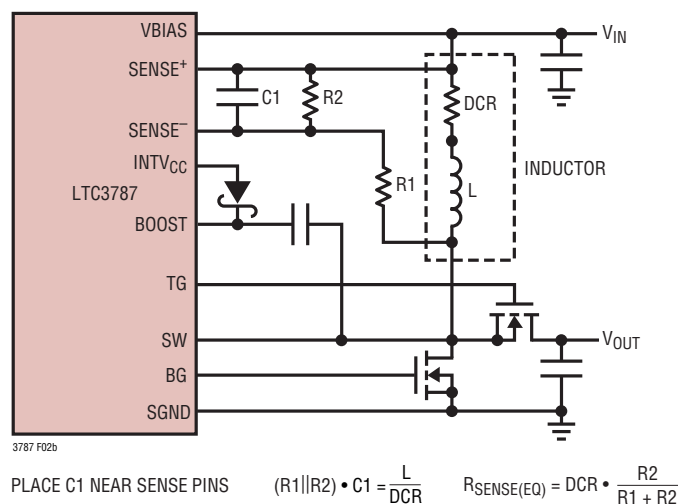 VBIAS
V_IN
SENSE+
C1
R2
DCR
SENSE–
INTV_CC
INDUCTOR
LTC3787
R1
L
BOOST
TG
SW
V_OUT
BG
SGND
3787 F02b
PLACE C1 NEAR SENSE PINS (R1||R2) • C1 = L/DCR R_SENSE(EQ) = DCR • R2/(R1 + R2)